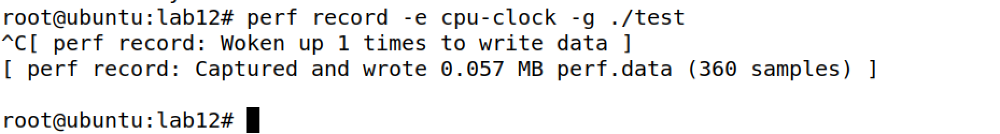 root@ubuntu:lab12# perf record -e cpu-clock -g ./test
^C[ perf record: Woken up 1 times to write data ]
[ perf record: Captured and wrote 0.057 MB perf.data (360 samples) ]
root@ubuntu:lab12#